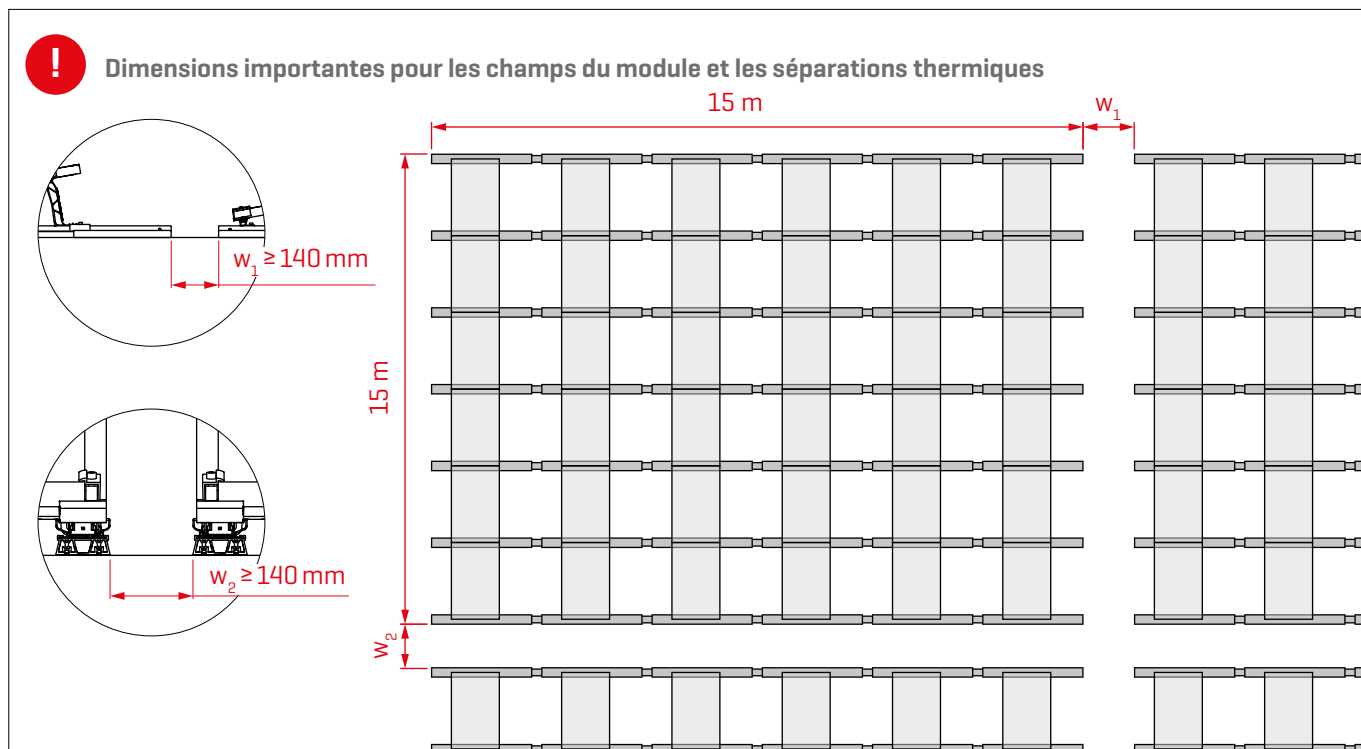 !
Dimensions importantes pour les champs du module et les séparations thermiques
15 m
w₁
w₁ ≥ 140 mm
15 m
w₂ ≥ 140 mm
w₂